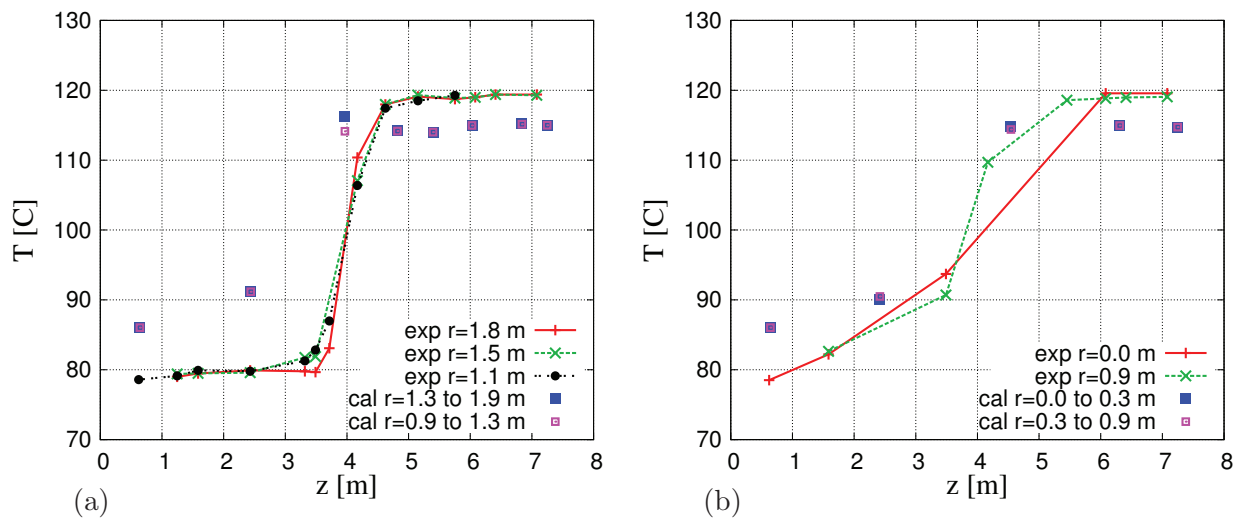 130
120
110
100
90
80
70
T [C]
0 1 2 3 4 5 6 7 8
z [m]
exp r=1.8 m
exp r=1.5 m
exp r=1.1 m
cal r=1.3 to 1.9 m
cal r=0.9 to 1.3 m
(a)
130
120
110
100
90
80
70
T [C]
0 1 2 3 4 5 6 7 8
z [m]
exp r=0.0 m
exp r=0.9 m
cal r=0.0 to 0.3 m
cal r=0.3 to 0.9 m
(b)